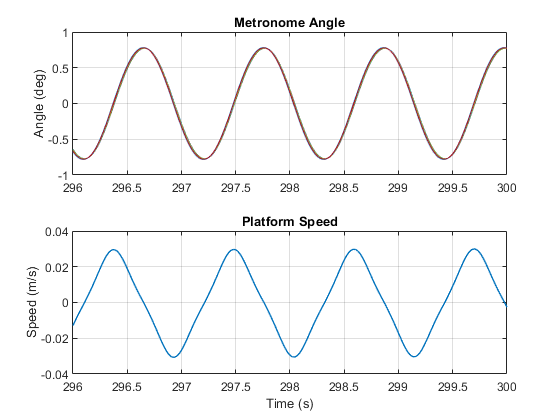 Metronome Angle
1
0.5
0
-0.5
-1
Angle (deg)
296 296.5 297 297.5 298 298.5 299 299.5 300
Platform Speed
0.04
0.02
0
-0.02
-0.04
Speed (m/s)
296 296.5 297 297.5 298 298.5 299 299.5 300
Time (s)